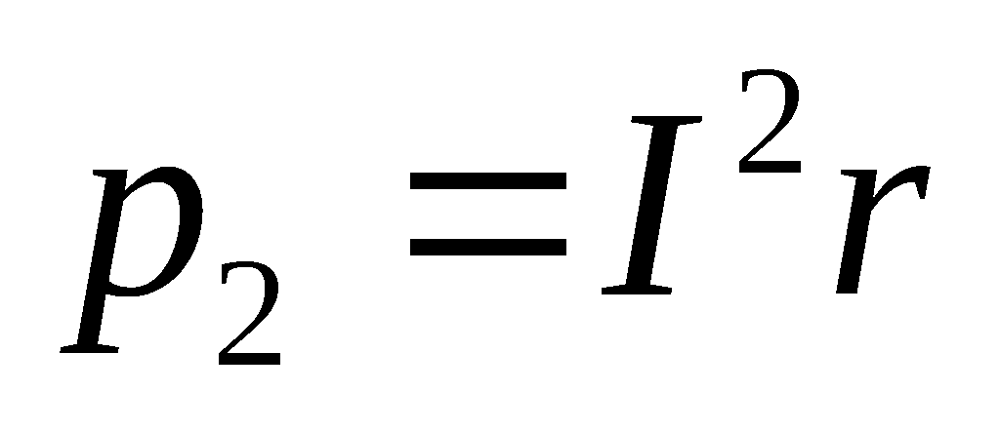 p₂ = I²r